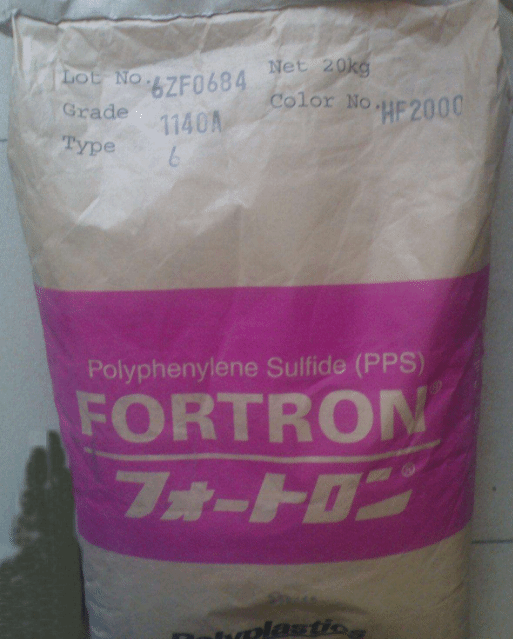 Lot No. 6ZF0684 Net 20kg
Grade 1140A Color No. HF2000
Type 6
Polyphenylene Sulfide (PPS)
FORTRON®
フォートロン®
Polyplastics